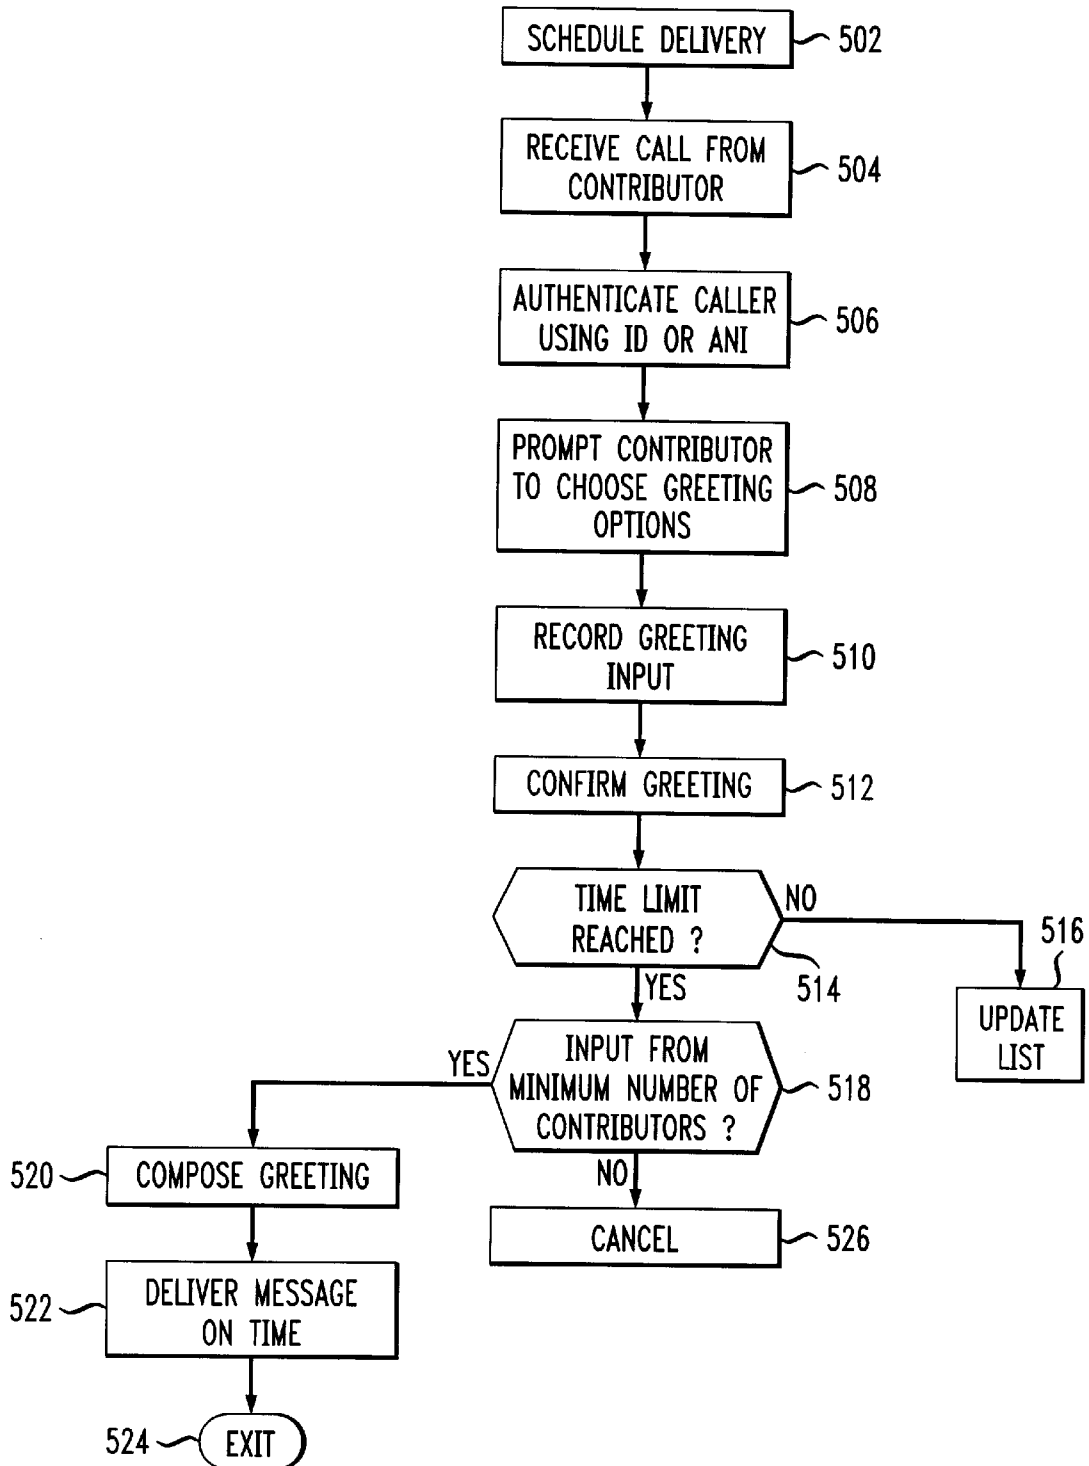 SCHEDULE DELIVERY
502
RECEIVE CALL FROM
CONTRIBUTOR
504
AUTHENTICATE CALLER
USING ID OR ANI
506
PROMPT CONTRIBUTOR
TO CHOOSE GREETING
OPTIONS
508
RECORD GREETING
INPUT
510
CONFIRM GREETING
512
TIME LIMIT
REACHED ?
NO
514
516
YES
UPDATE
LIST
INPUT FROM
MINIMUM NUMBER OF
CONTRIBUTORS ?
518
YES
NO
520
COMPOSE GREETING
CANCEL
526
522
DELIVER MESSAGE
ON TIME
524
EXIT